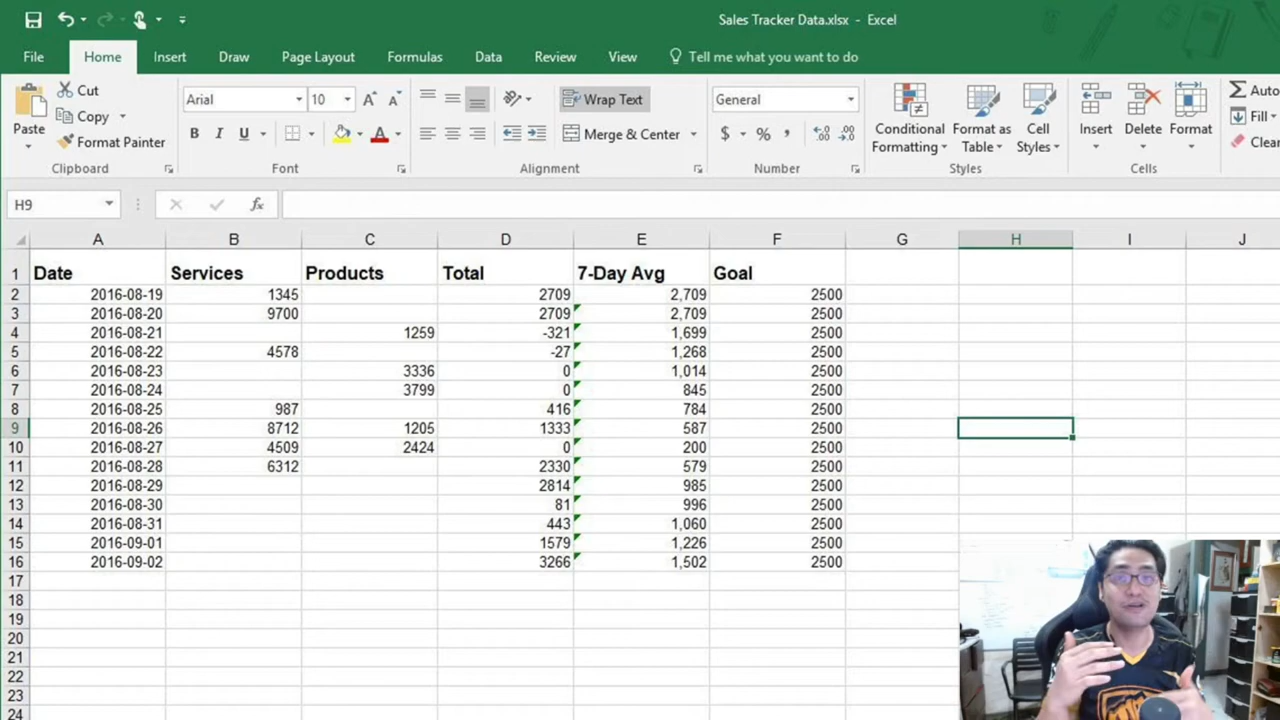 Sales Tracker Data.xlsx - Excel
File Home Insert Draw Page Layout Formulas Data Review View Tell me what you want to do
Cut
Copy
Format Painter
Paste
Arial 10
B I U A
Wrap Text
Merge & Center
General
$ % ,
Conditional Formatting
Format as Table
Cell Styles
Insert Delete Format
Σ Auto
Fill
Clea
Clipboard Font Alignment Number Styles Cells
H9 fx
A B C D E F G H I J
1 Date Services Products Total 7-Day Avg Goal
2 2016-08-19 1345 2709 2,709 2500
3 2016-08-20 9700 2709 2,709 2500
4 2016-08-21 1259 -321 1,699 2500
5 2016-08-22 4578 -27 1,268 2500
6 2016-08-23 3336 0 1,014 2500
7 2016-08-24 3799 0 845 2500
8 2016-08-25 987 416 784 2500
9 2016-08-26 8712 1205 1333 587 2500
10 2016-08-27 4509 2424 0 200 2500
11 2016-08-28 6312 2330 579 2500
12 2016-08-29 2814 985 2500
13 2016-08-30 81 996 2500
14 2016-08-31 443 1,060 2500
15 2016-09-01 1579 1,226 2500
16 2016-09-02 3266 1,502 2500
17
18
19
20
21
22
23
24